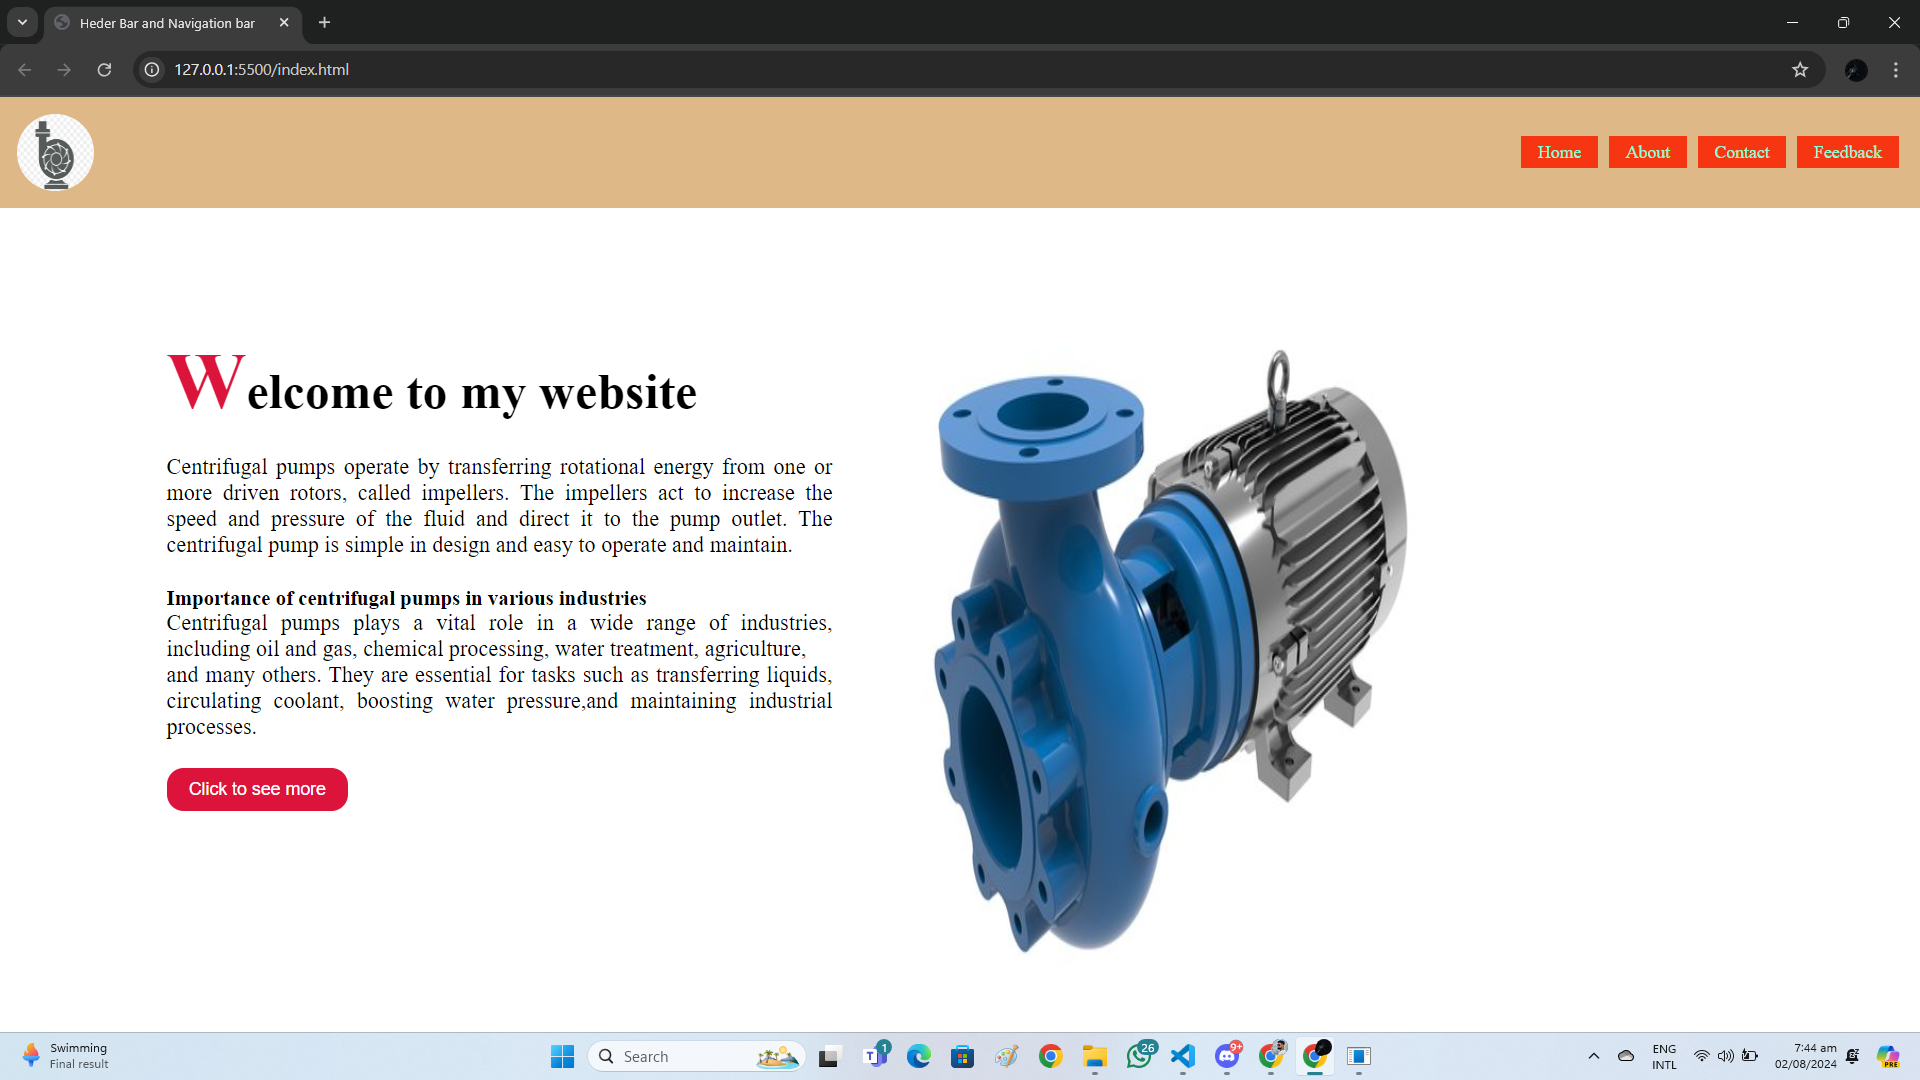 Heder Bar and Navigation bar
127.0.0.1:5500/index.html
Home About Contact Feedback
Welcome to my website
Centrifugal pumps operate by transferring rotational energy from one or
more driven rotors, called impellers. The impellers act to increase the
speed and pressure of the fluid and direct it to the pump outlet. The
centrifugal pump is simple in design and easy to operate and maintain.
Importance of centrifugal pumps in various industries
Centrifugal pumps plays a vital role in a wide range of industries,
including oil and gas, chemical processing, water treatment, agriculture,
and many others. They are essential for tasks such as transferring liquids,
circulating coolant, boosting water pressure,and maintaining industrial
processes.
Click to see more
Swimming
Final result
Search
1
26
9+
ENG
INTL
7:44 am
02/08/2024
PRE